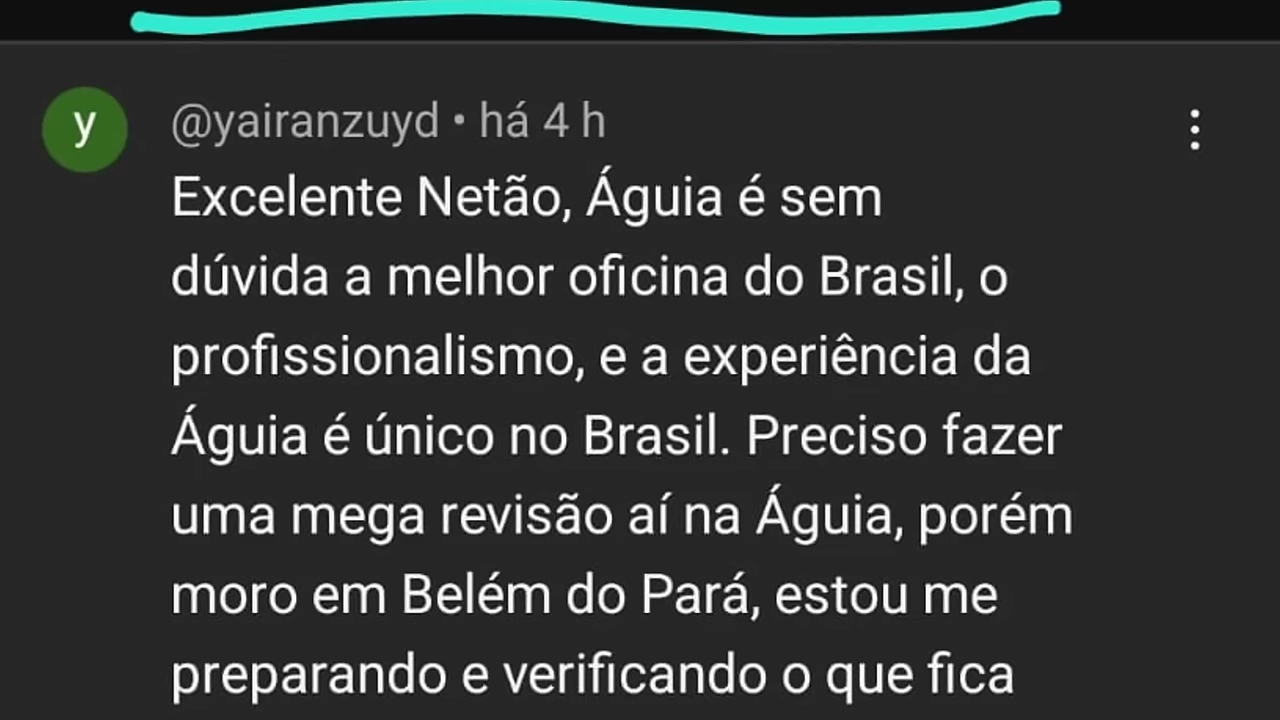 y
@yairanzuyd • há 4 h
Excelente Netão, Águia é sem
dúvida a melhor oficina do Brasil, o
profissionalismo, e a experiência da
Águia é único no Brasil. Preciso fazer
uma mega revisão aí na Águia, porém
moro em Belém do Pará, estou me
preparando e verificando o que fica